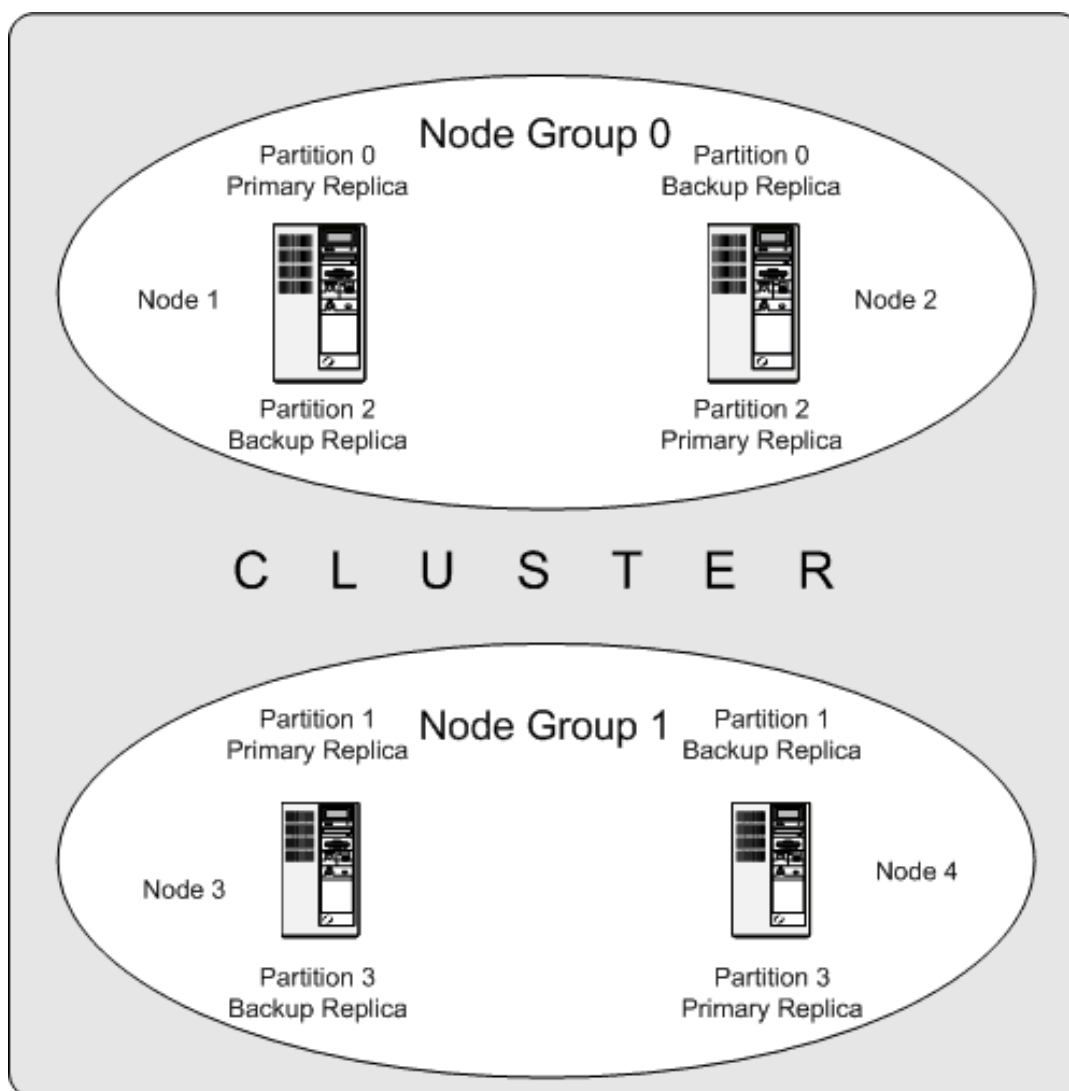 Node Group 0
Partition 0
Primary Replica
Partition 0
Backup Replica
Node 1
Node 2
Partition 2
Backup Replica
Partition 2
Primary Replica
C L U S T E R
Node Group 1
Partition 1
Primary Replica
Partition 1
Backup Replica
Node 3
Node 4
Partition 3
Backup Replica
Partition 3
Primary Replica